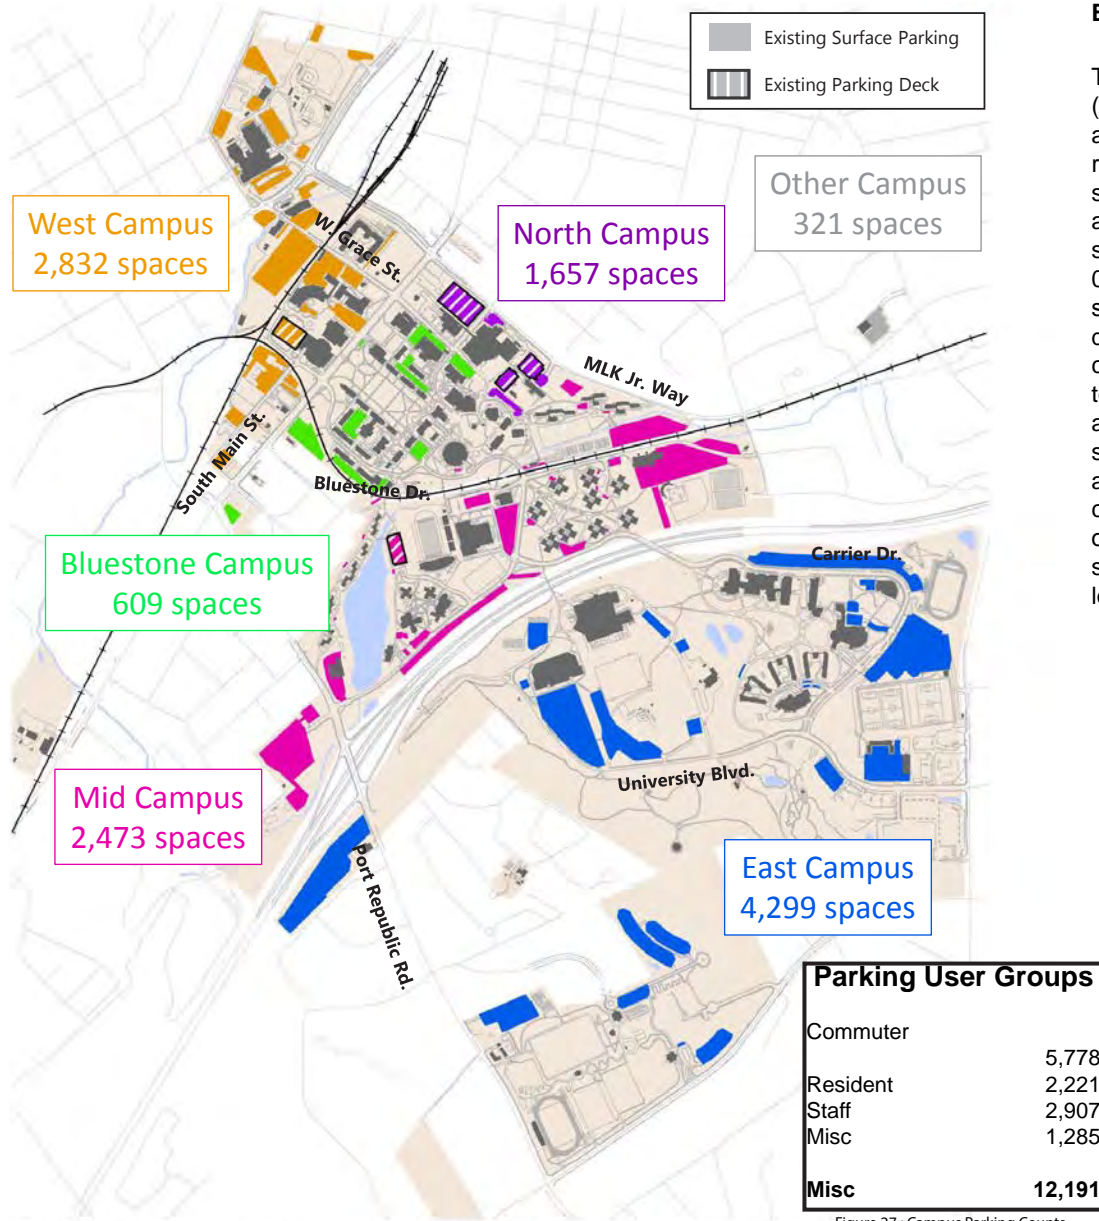 Existing Surface Parking
Existing Parking Deck
Other Campus
321 spaces
West Campus
2,832 spaces
W. Grace St.
North Campus
1,657 spaces
MLK Jr. Way
South Main St.
Bluestone Dr.
Bluestone Campus
609 spaces
Carrier Dr.
University Blvd.
Mid Campus
2,473 spaces
Port Republic Rd.
East Campus
4,299 spaces
Parking User Groups
Commuter
5,778
Resident 2,221
Staff 2,907
Misc 1,285
Misc 12,191